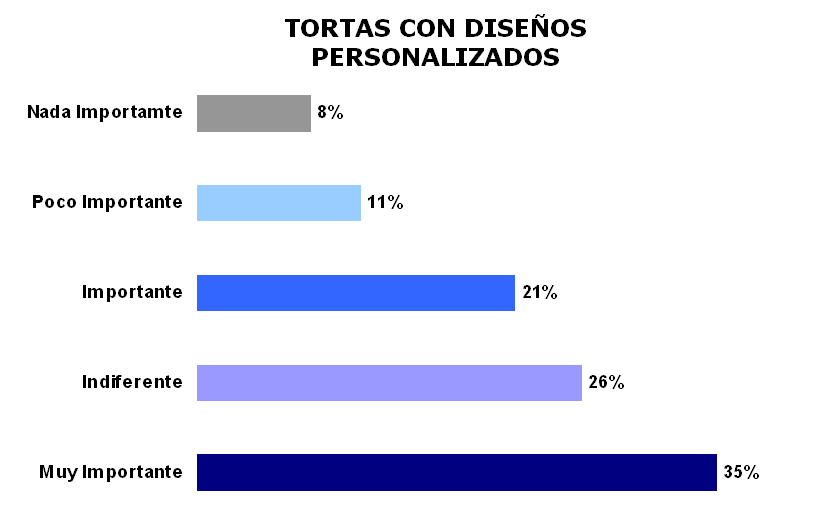 TORTAS CON DISEÑOS
PERSONALIZADOS
Nada Importamte 8%
Poco Importante 11%
Importante 21%
Indiferente 26%
Muy Importante 35%